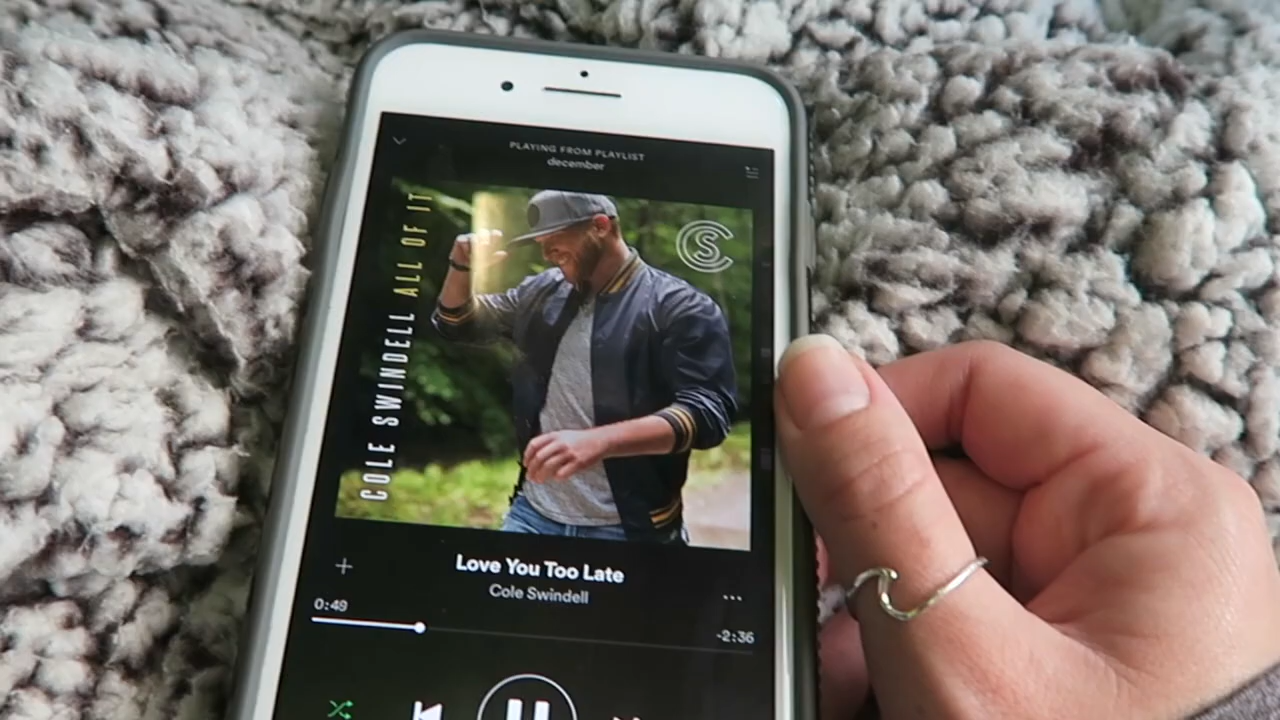 PLAYING FROM PLAYLIST
december
COLE SWINDELL ALL OF IT
CS
Love You Too Late
Cole Swindell
0:49
-2:36